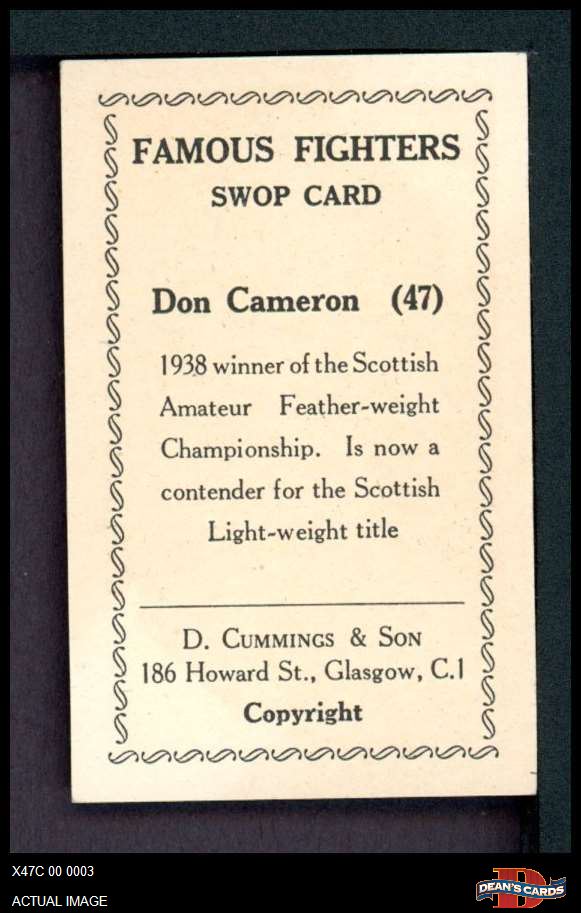 FAMOUS FIGHTERS
SWOP CARD
Don Cameron (47)
1938 winner of the Scottish
Amateur Feather-weight
Championship. Is now a
contender for the Scottish
Light-weight title
D. CUMMINGS & SON
186 Howard St., Glasgow, C.1
Copyright
X47C 00 0003
ACTUAL IMAGE
D
DEAN'S CARDS